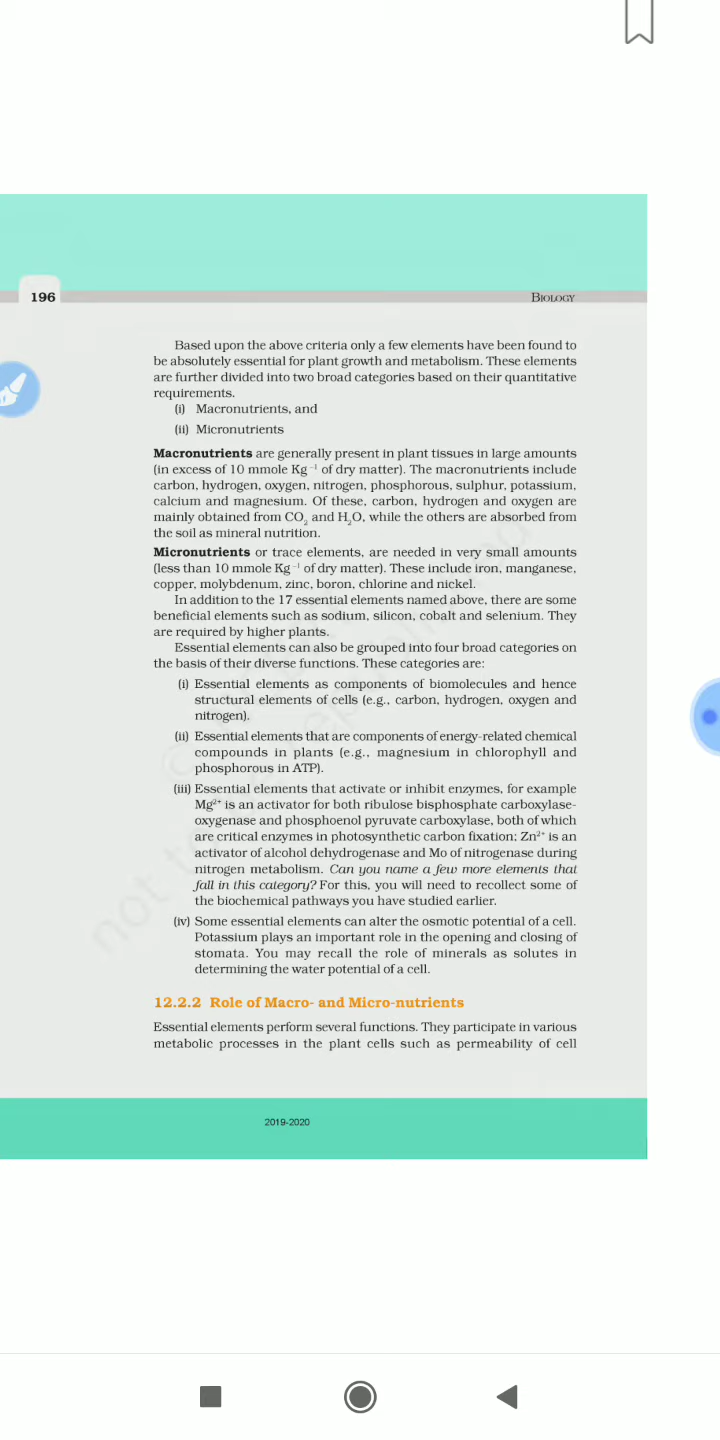 196
BIOLOGY
Based upon the above criteria only a few elements have been found to
be absolutely essential for plant growth and metabolism. These elements
are further divided into two broad categories based on their quantitative
requirements.
(i) Macronutrients, and
(ii) Micronutrients
Macronutrients are generally present in plant tissues in large amounts
(in excess of 10 mmole Kg⁻¹ of dry matter). The macronutrients include
carbon, hydrogen, oxygen, nitrogen, phosphorous, sulphur, potassium,
calcium and magnesium. Of these, carbon, hydrogen and oxygen are
mainly obtained from CO₂ and H₂O, while the others are absorbed from
the soil as mineral nutrition.
Micronutrients or trace elements, are needed in very small amounts
(less than 10 mmole Kg⁻¹ of dry matter). These include iron, manganese,
copper, molybdenum, zinc, boron, chlorine and nickel.
In addition to the 17 essential elements named above, there are some
beneficial elements such as sodium, silicon, cobalt and selenium. They
are required by higher plants.
Essential elements can also be grouped into four broad categories on
the basis of their diverse functions. These categories are:
(i) Essential elements as components of biomolecules and hence
structural elements of cells (e.g., carbon, hydrogen, oxygen and
nitrogen).
(ii) Essential elements that are components of energy-related chemical
compounds in plants (e.g., magnesium in chlorophyll and
phosphorous in ATP).
(iii) Essential elements that activate or inhibit enzymes, for example
Mg²⁺ is an activator for both ribulose bisphosphate carboxylase-
oxygenase and phosphoenol pyruvate carboxylase, both of which
are critical enzymes in photosynthetic carbon fixation; Zn²⁺ is an
activator of alcohol dehydrogenase and Mo of nitrogenase during
nitrogen metabolism. Can you name a few more elements that
fall in this category? For this, you will need to recollect some of
the biochemical pathways you have studied earlier.
(iv) Some essential elements can alter the osmotic potential of a cell.
Potassium plays an important role in the opening and closing of
stomata. You may recall the role of minerals as solutes in
determining the water potential of a cell.
12.2.2 Role of Macro- and Micro-nutrients
Essential elements perform several functions. They participate in various
metabolic processes in the plant cells such as permeability of cell
2019-2020